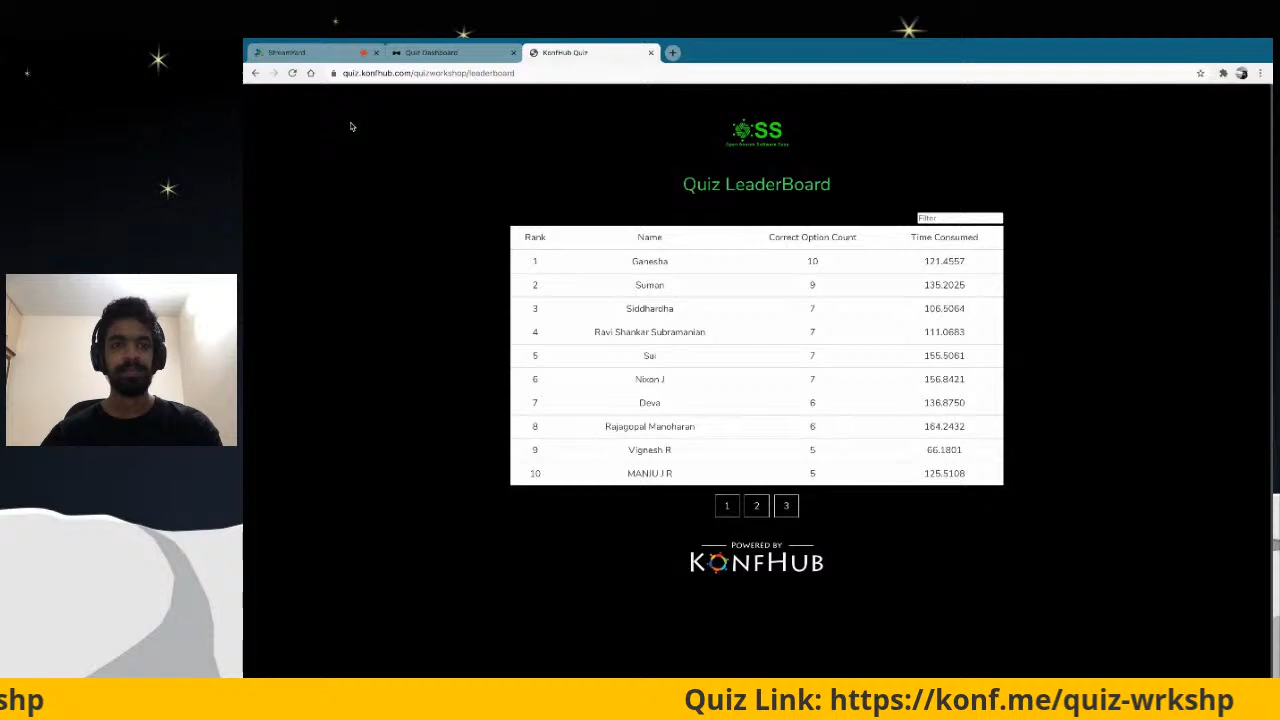 StreamYard
Quiz Dashboard
KonfHub Quiz
quiz.konfhub.com/quizworkshop/leaderboard
SS
Quiz LeaderBoard
Filter
Rank Name Correct Option Count Time Consumed
1 Ganesha 10 121.4557
2 Suman 9 135.2025
3 Siddhardha 7 106.5064
4 Ravi Shankar Subramanian 7 111.0683
5 Sai 7 155.5061
6 Nixon J 7 156.8421
7 Deva 6 136.8750
8 Rajagopal Manoharan 6 164.2432
9 Vignesh R 5 66.1801
10 MANJU J R 5 125.5108
1 2 3
POWERED BY
KONFHUB
shp Quiz Link: https://konf.me/quiz-wrkshp